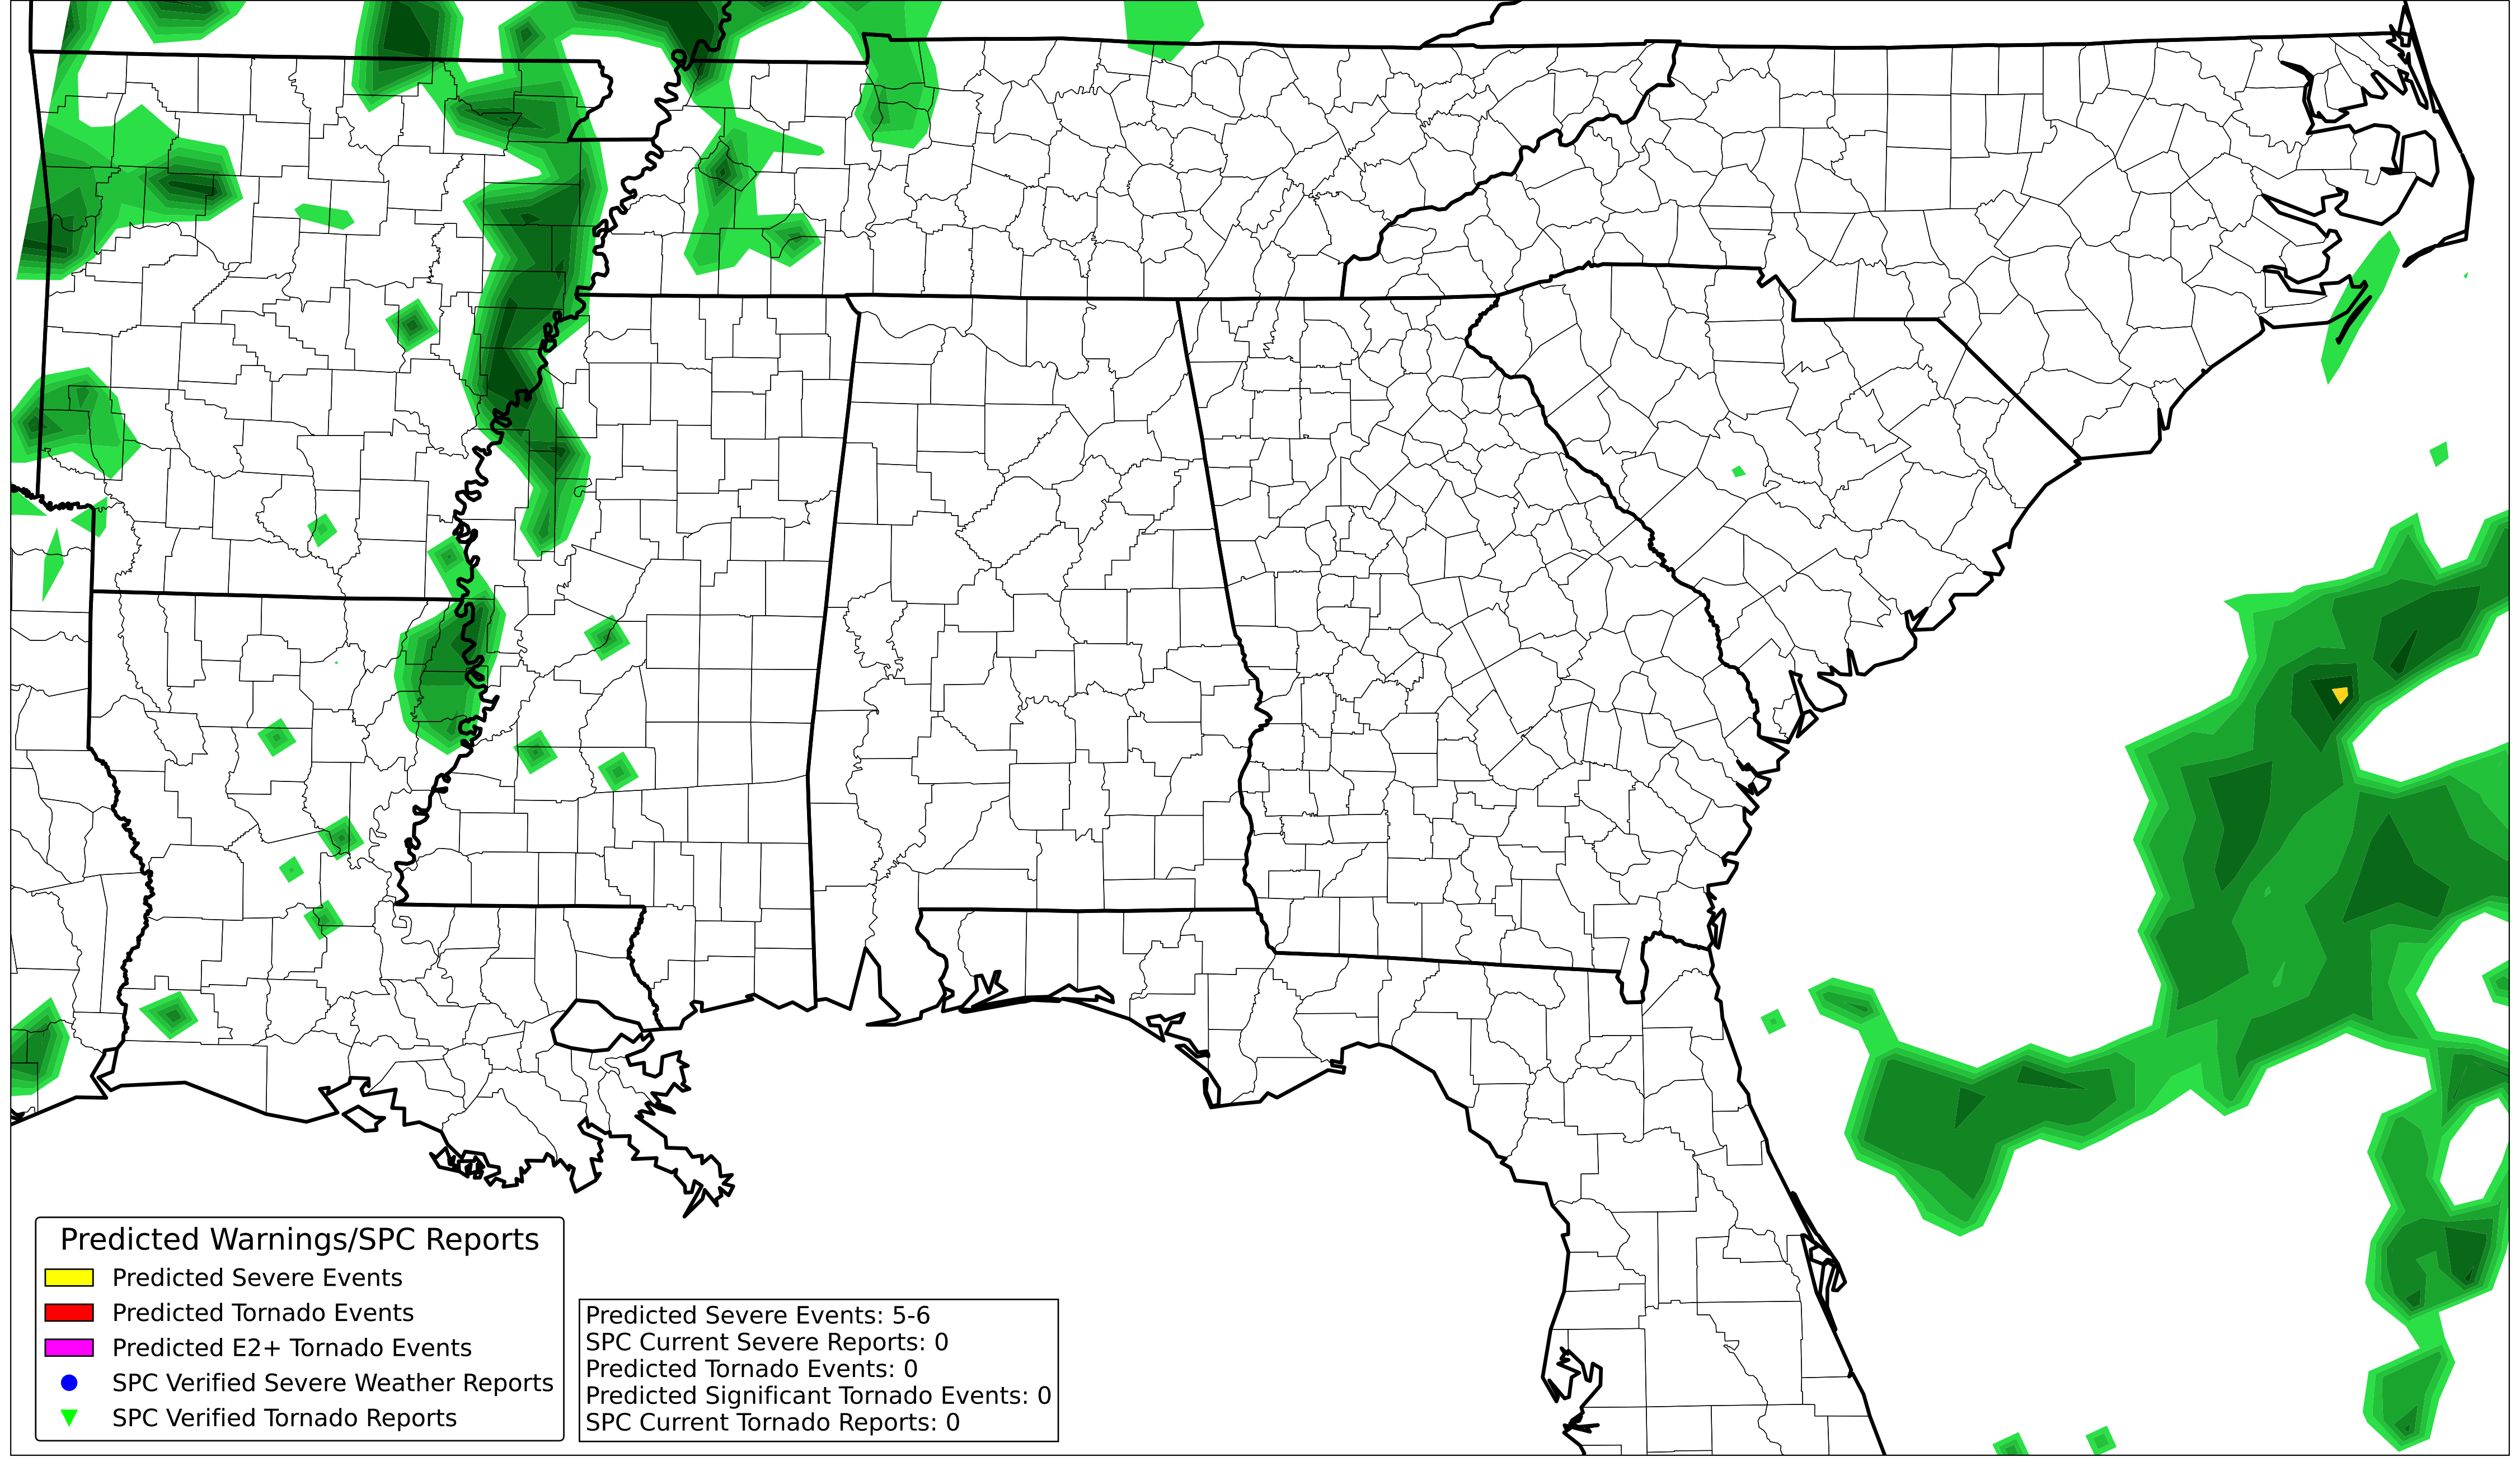 Predicted Warnings/SPC Reports
Predicted Severe Events
Predicted Tornado Events
Predicted E2+ Tornado Events
SPC Verified Severe Weather Reports
SPC Verified Tornado Reports
Predicted Severe Events: 5-6
SPC Current Severe Reports: 0
Predicted Tornado Events: 0
Predicted Significant Tornado Events: 0
SPC Current Tornado Reports: 0